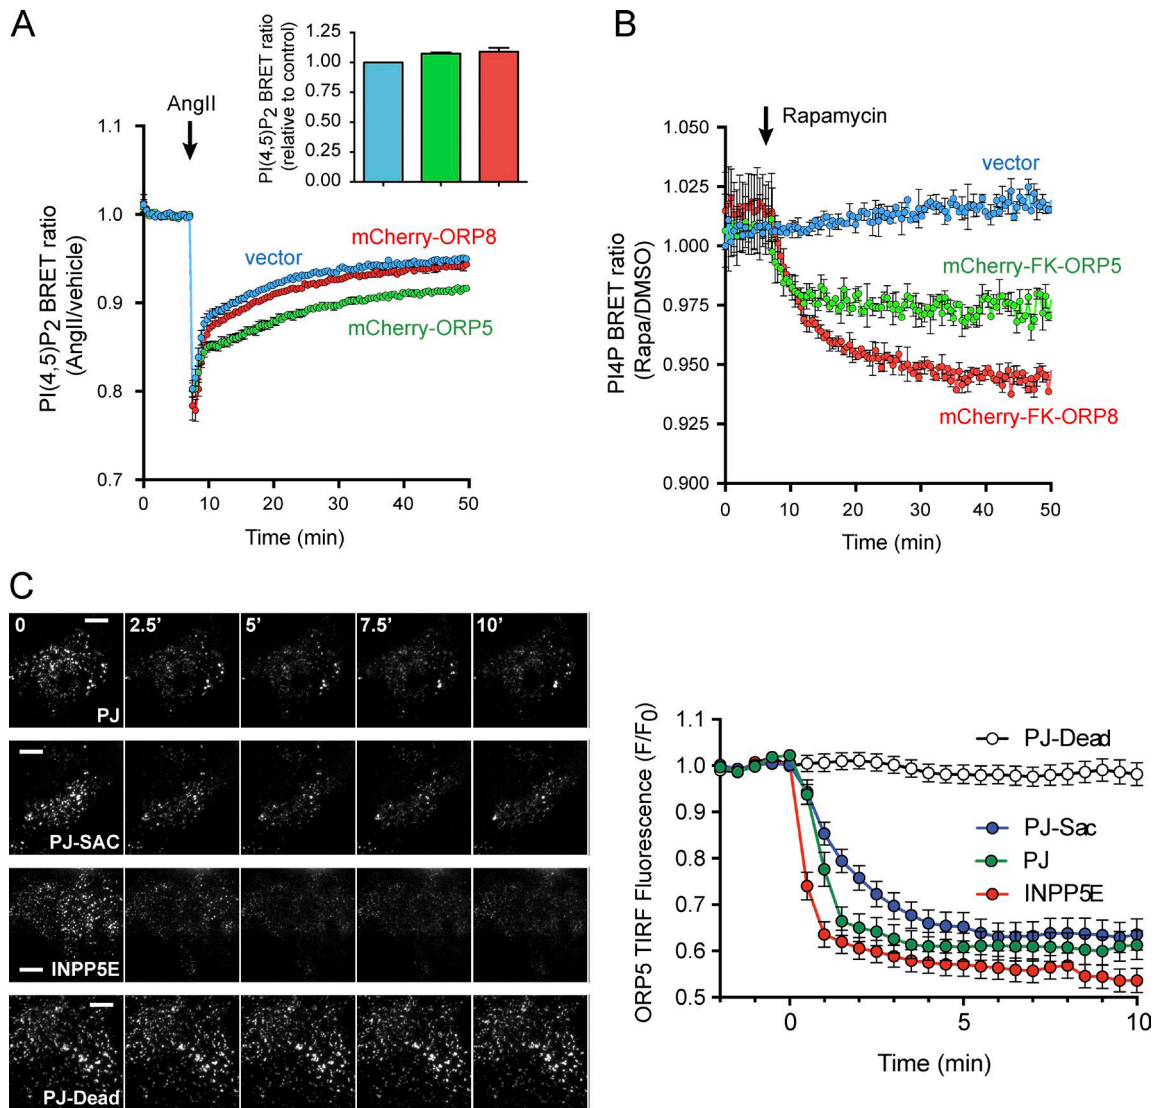 A
PI(4,5)P2 BRET ratio
(relative to control)
1.25
1.00
0.75
0.50
0.25
0.00
AngII
PI(4,5)P2 BRET ratio
(AngII/vehicle)
1.1
1.0
0.9
0.8
0.7
vector
mCherry-ORP8
mCherry-ORP5
0
10
20
30
40
50
Time (min)
B
Rapamycin
PI4P BRET ratio
(Rapa/DMSO)
1.050
1.025
1.000
0.975
0.950
0.925
0.900
vector
mCherry-FK-ORP5
mCherry-FK-ORP8
0
10
20
30
40
50
Time (min)
C
0
2.5’
5’
7.5’
10’
PJ
PJ-SAC
INPP5E
PJ-Dead
ORP5 TIRF Fluorescence (F/F0)
1.1
1.0
0.9
0.8
0.7
0.6
0.5
PJ-Dead
PJ-Sac
PJ
INPP5E
0
5
10
Time (min)